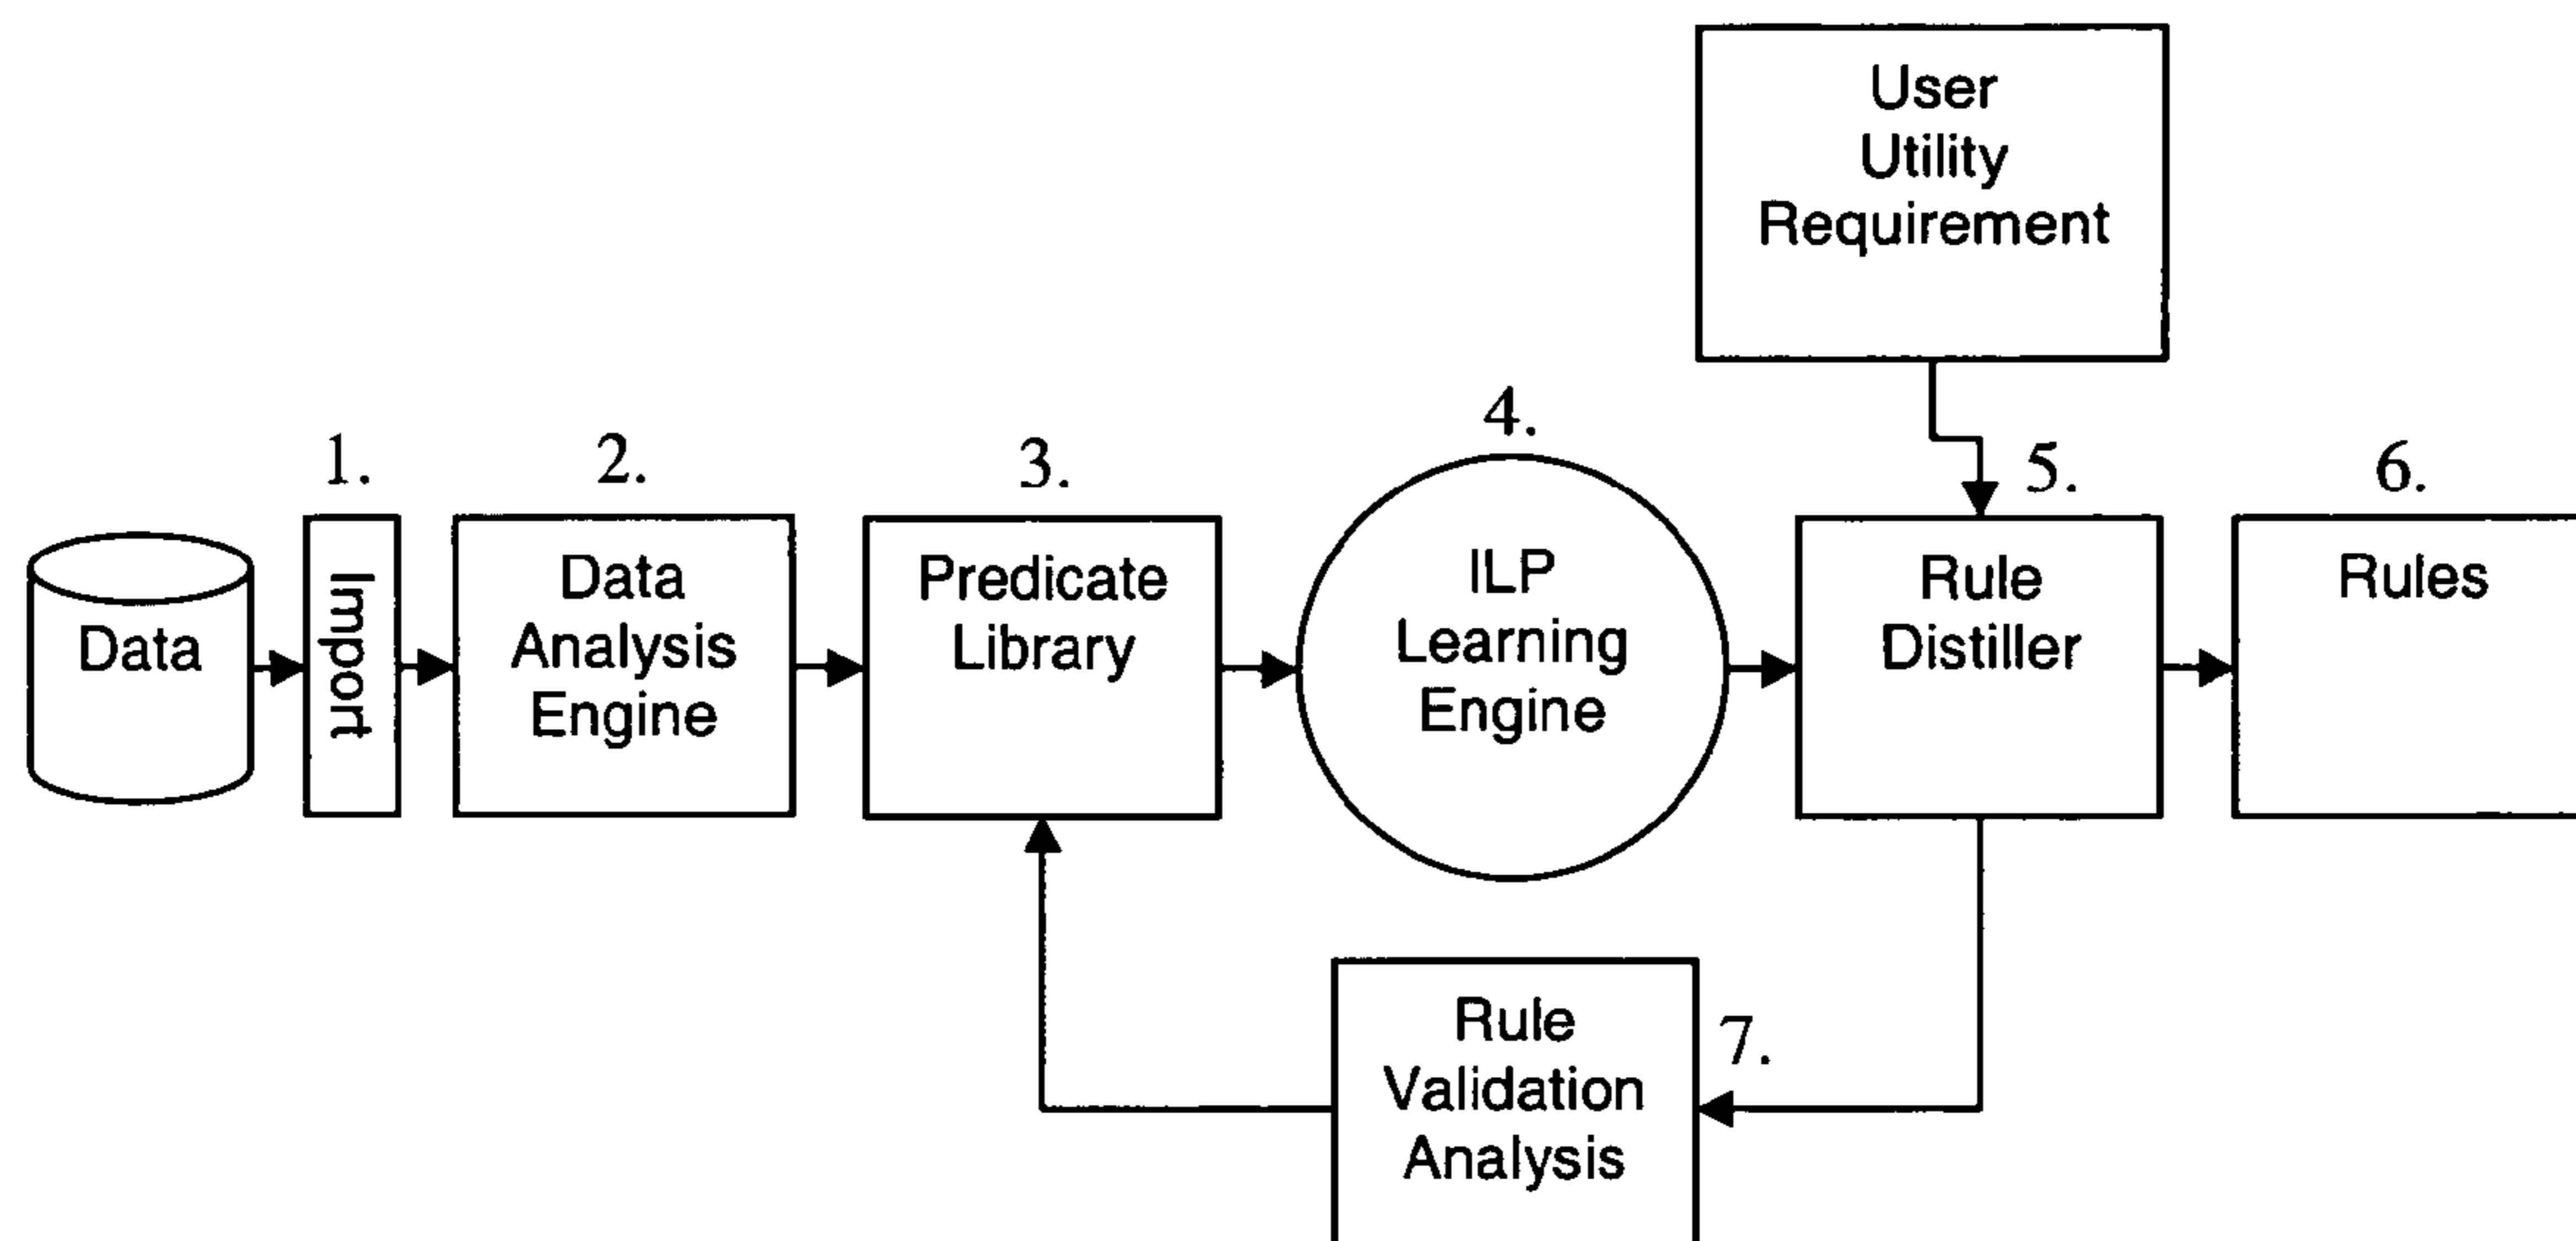 User
Utility
Requirement
1.
2.
3.
4.
5.
6.
Data
Import
Data
Analysis
Engine
Predicate
Library
ILP
Learning
Engine
Rule
Distiller
Rules
Rule
Validation
Analysis
7.